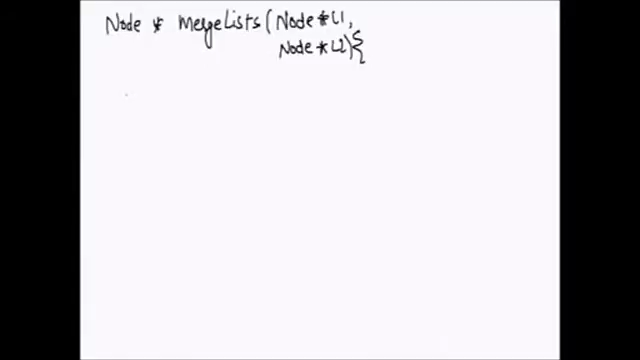 Node * MergeLists(Node *L1,
Node * L2){